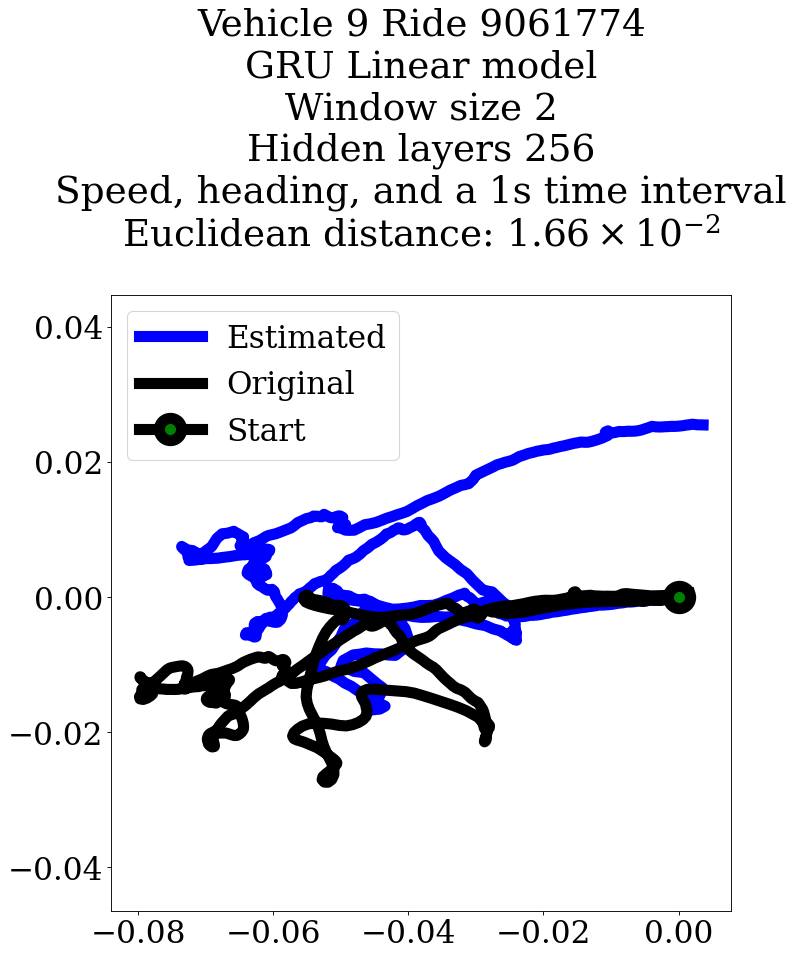 Vehicle 9 Ride 9061774
GRU Linear model
Window size 2
Hidden layers 256
Speed, heading, and a 1s time interval
Euclidean distance: 1.66 × 10⁻²
Estimated
Original
Start
0.04
0.02
0.00
−0.02
−0.04
−0.08 −0.06 −0.04 −0.02 0.00